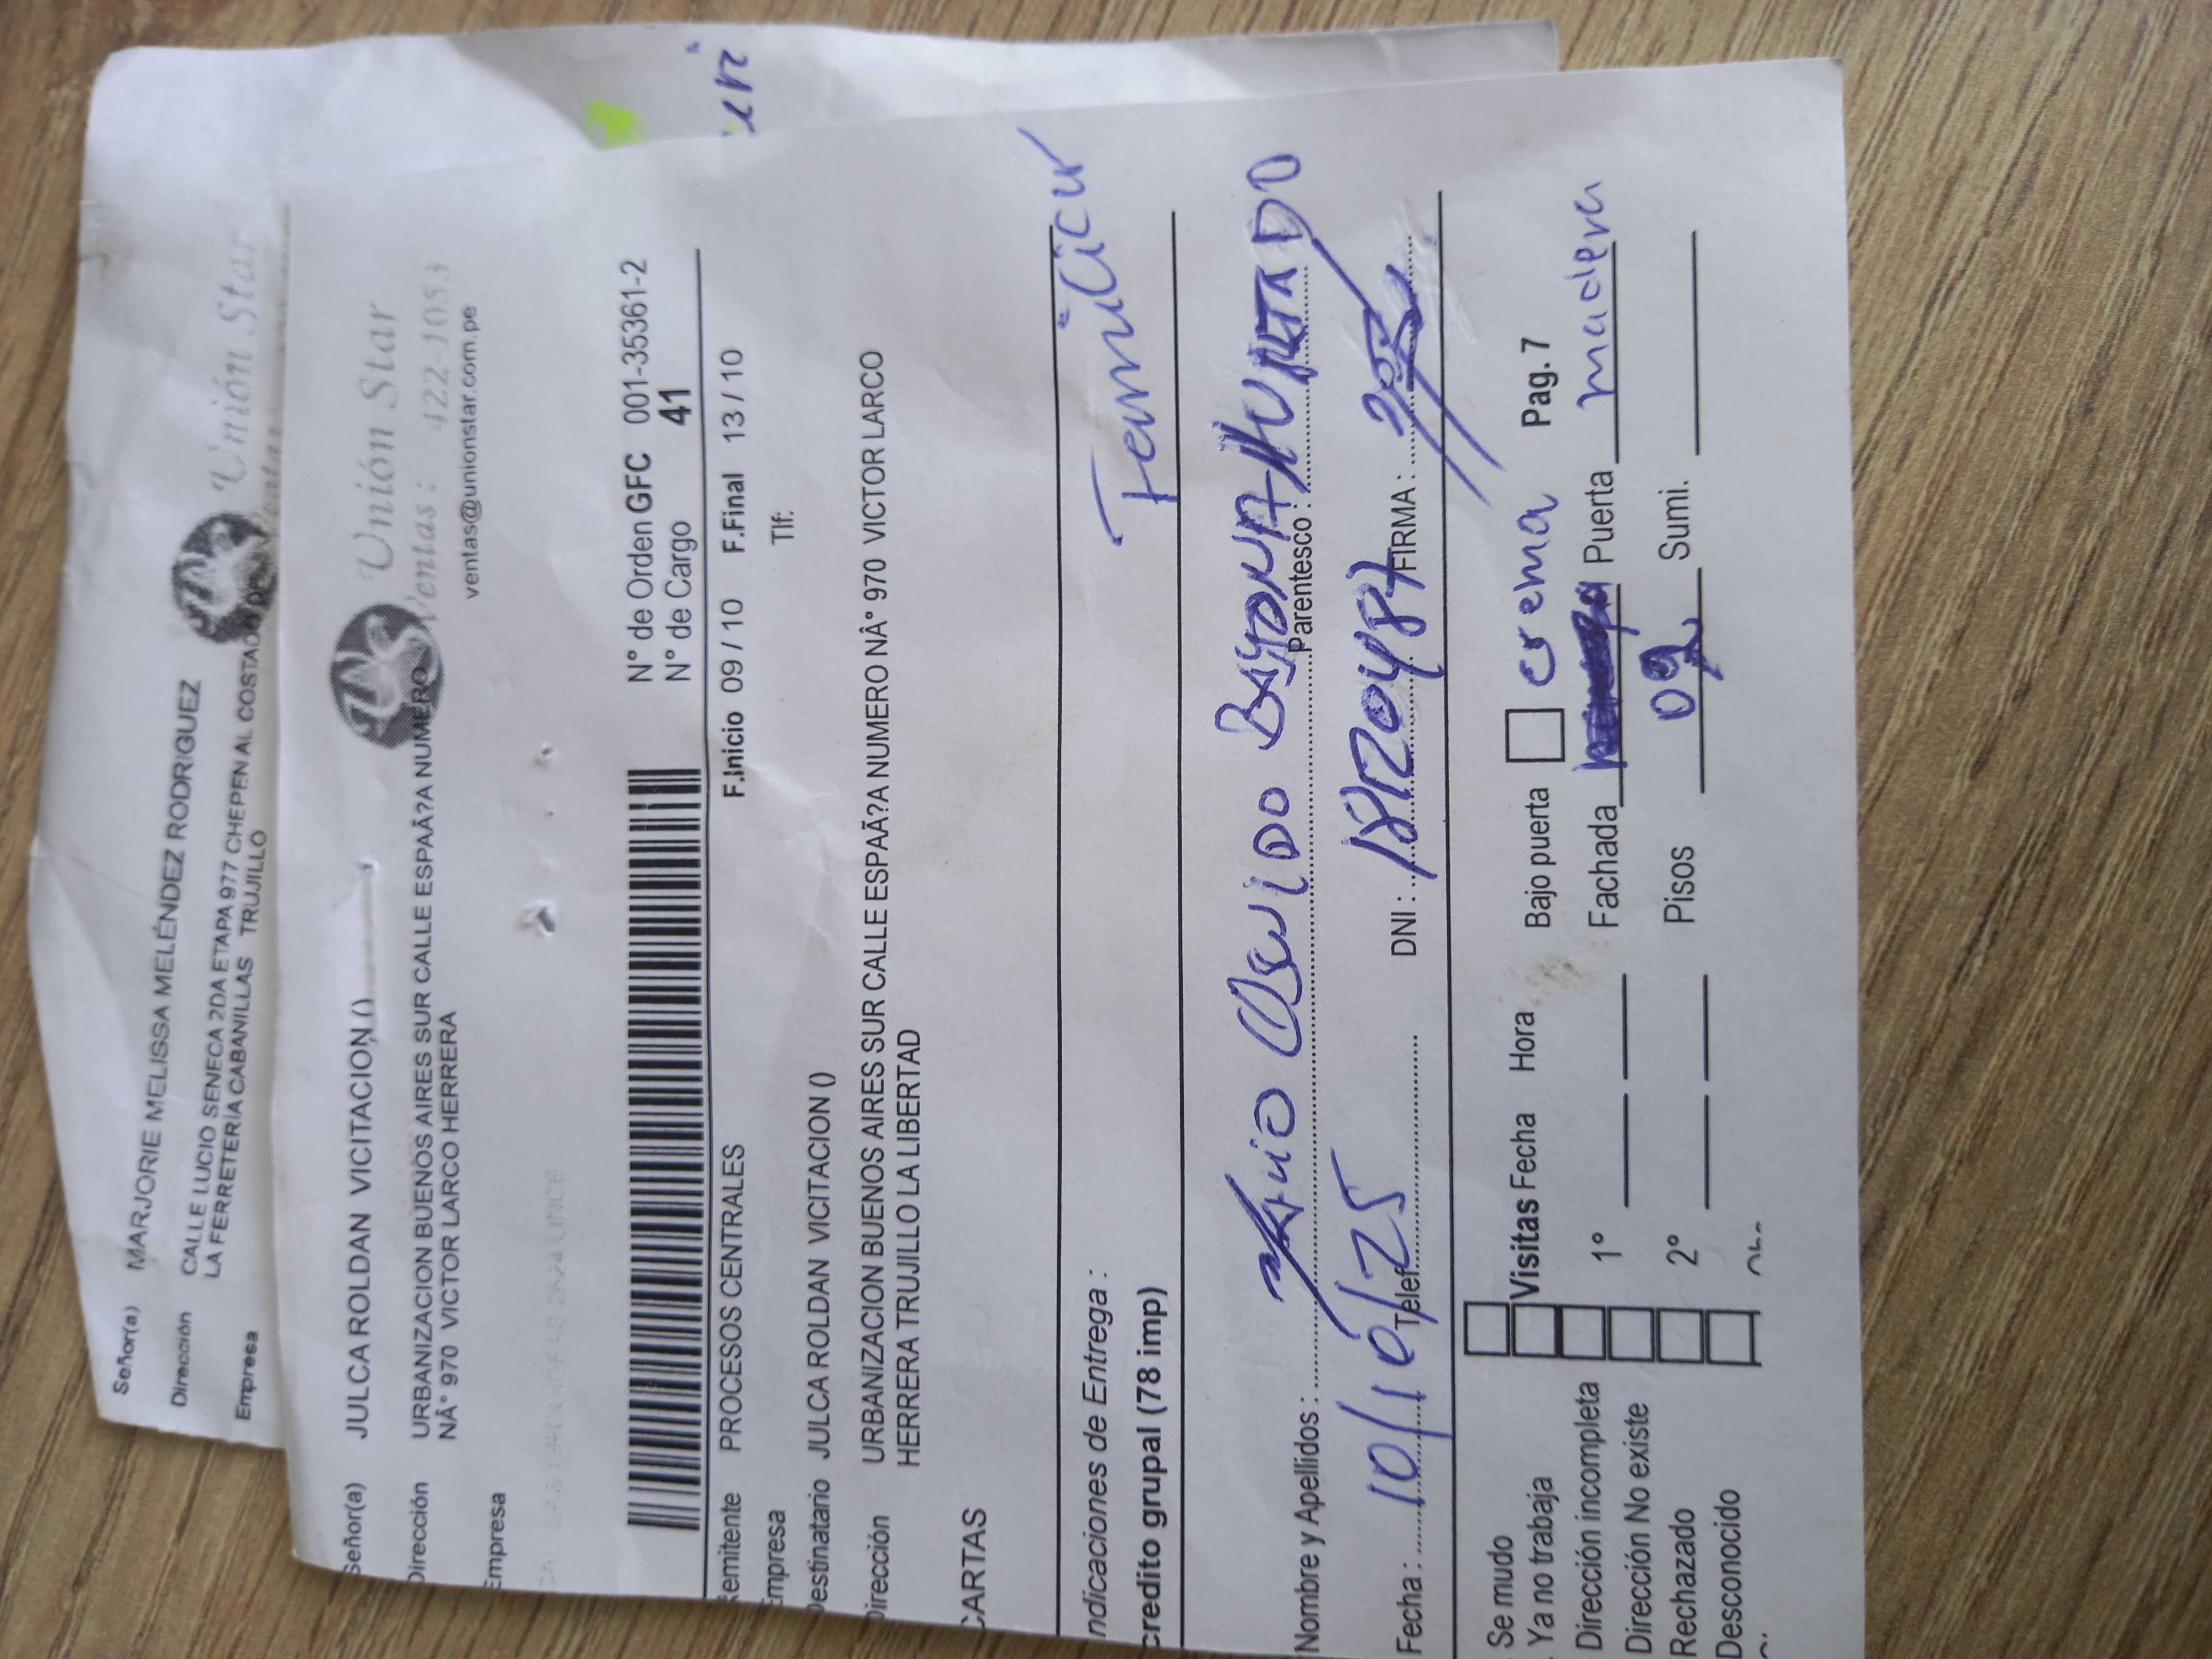 Señor(a) MARJORIE MELISSA MELÉNDEZ RODRIGUEZ
Dirección CALLE LUCIO SENECA 2DA ETAPA 977 CHEPEN AL COSTADO DE
LA FERRETERÍA CABANILLAS TRUJILLO
Empresa
Unión Star
Ventas
Unión Star
Ventas : 422-1053
ventas@unionstar.com.pe
Señor(a) JULCA ROLDAN VICITACION ()
Dirección URBANIZACION BUENOS AIRES SUR CALLE ESPAÃ?A NUMERO
NÂ° 970 VICTOR LARCO HERRERA
Empresa
N° de Orden GFC 001-35361-2
N° de Cargo 41
Remitente PROCESOS CENTRALES F.Inicio 09 / 10 F.Final 13 / 10
Empresa Tlf:
Destinatario JULCA ROLDAN VICITACION ()
Dirección URBANIZACION BUENOS AIRES SUR CALLE ESPAÃ?A NUMERO NÂ° 970 VICTOR LARCO
HERRERA TRUJILLO LA LIBERTAD
CARTAS
Indicaciones de Entrega :
credito grupal (78 imp)
Nombre y Apellidos : BAYONA HURTADO
Parentesco :
Fecha : 10/10/25 Telef. DNI : 18120487 FIRMA :
Se mudo
Ya no trabaja Visitas Fecha Hora Bajo puerta crema Pag. 7
Dirección incompleta 1° Fachada Puerta madera
Dirección No existe
Rechazado 2° Pisos 02 Sumi.
Desconocido